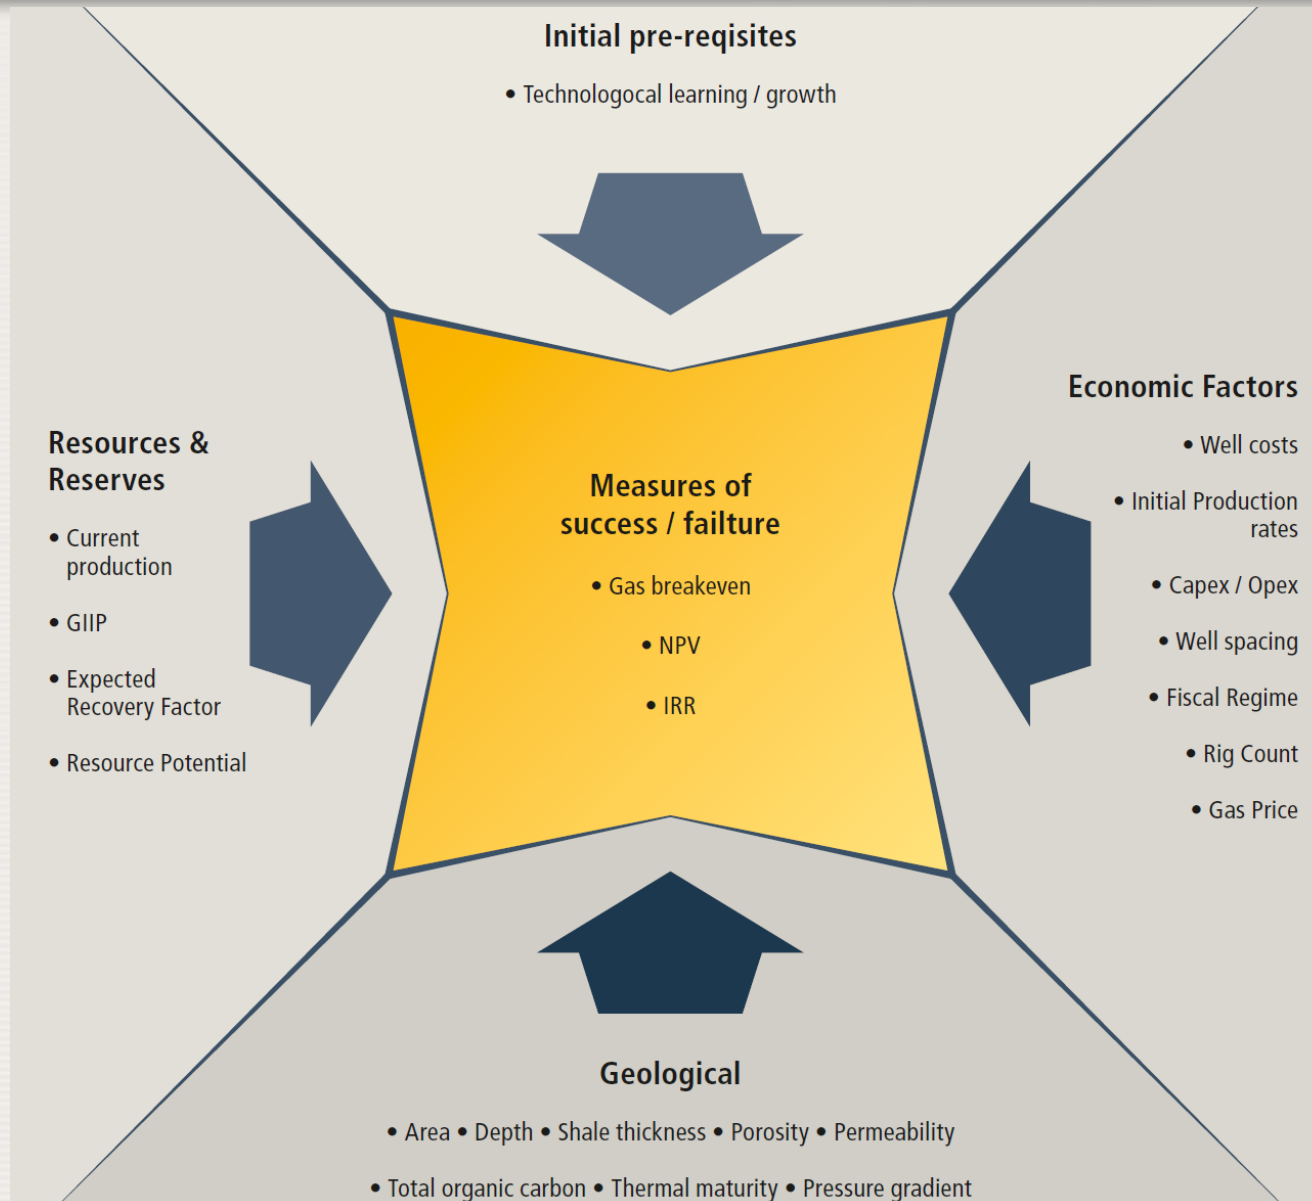 Initial pre-reqisites
• Technologocal learning / growth
Resources &
Reserves
• Current
production
• GIIP
• Expected
Recovery Factor
• Resource Potential
Measures of
success / failture
• Gas breakeven
• NPV
• IRR
Economic Factors
• Well costs
• Initial Production
rates
• Capex / Opex
• Well spacing
• Fiscal Regime
• Rig Count
• Gas Price
Geological
• Area • Depth • Shale thickness • Porosity • Permeability
• Total organic carbon • Thermal maturity • Pressure gradient